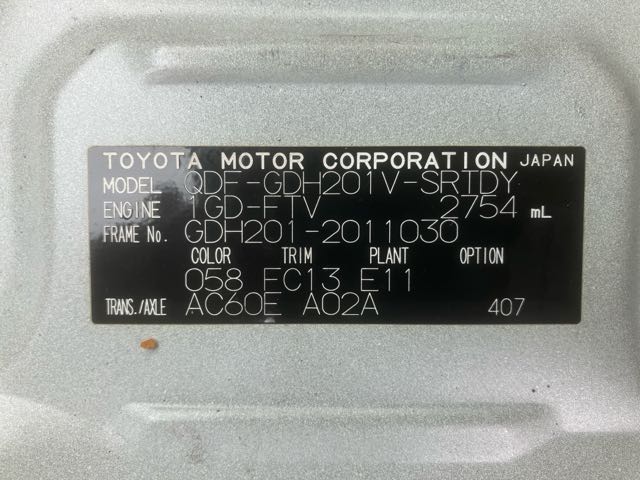 TOYOTA MOTOR CORPORATION JAPAN
MODEL QDF-GDH201V-SRTDY
ENGINE 1GD-FTV 2754 mL
FRAME No. GDH201-2011030
COLOR TRIM PLANT OPTION
058 EC13 E11
TRANS./AXLE AC60E A02A 407